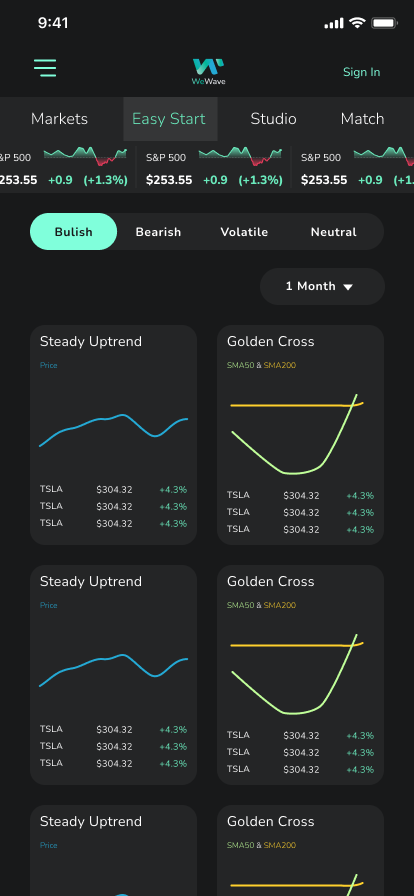 9:41
WeWave
Sign In
Markets Easy Start Studio Match
S&P 500 S&P 500 S&P 500
253.55 +0.9 (+1.3%) $253.55 +0.9 (+1.3%) $253.55 +0.9 (+1.
Bulish Bearish Volatile Neutral
1 Month
Steady Uptrend
Price
TSLA $304.32 +4.3%
TSLA $304.32 +4.3%
TSLA $304.32 +4.3%
Golden Cross
SMA50 & SMA200
TSLA $304.32 +4.3%
TSLA $304.32 +4.3%
TSLA $304.32 +4.3%
Steady Uptrend
Price
TSLA $304.32 +4.3%
TSLA $304.32 +4.3%
TSLA $304.32 +4.3%
Golden Cross
SMA50 & SMA200
TSLA $304.32 +4.3%
TSLA $304.32 +4.3%
TSLA $304.32 +4.3%
Steady Uptrend
Price
Golden Cross
SMA50 & SMA200